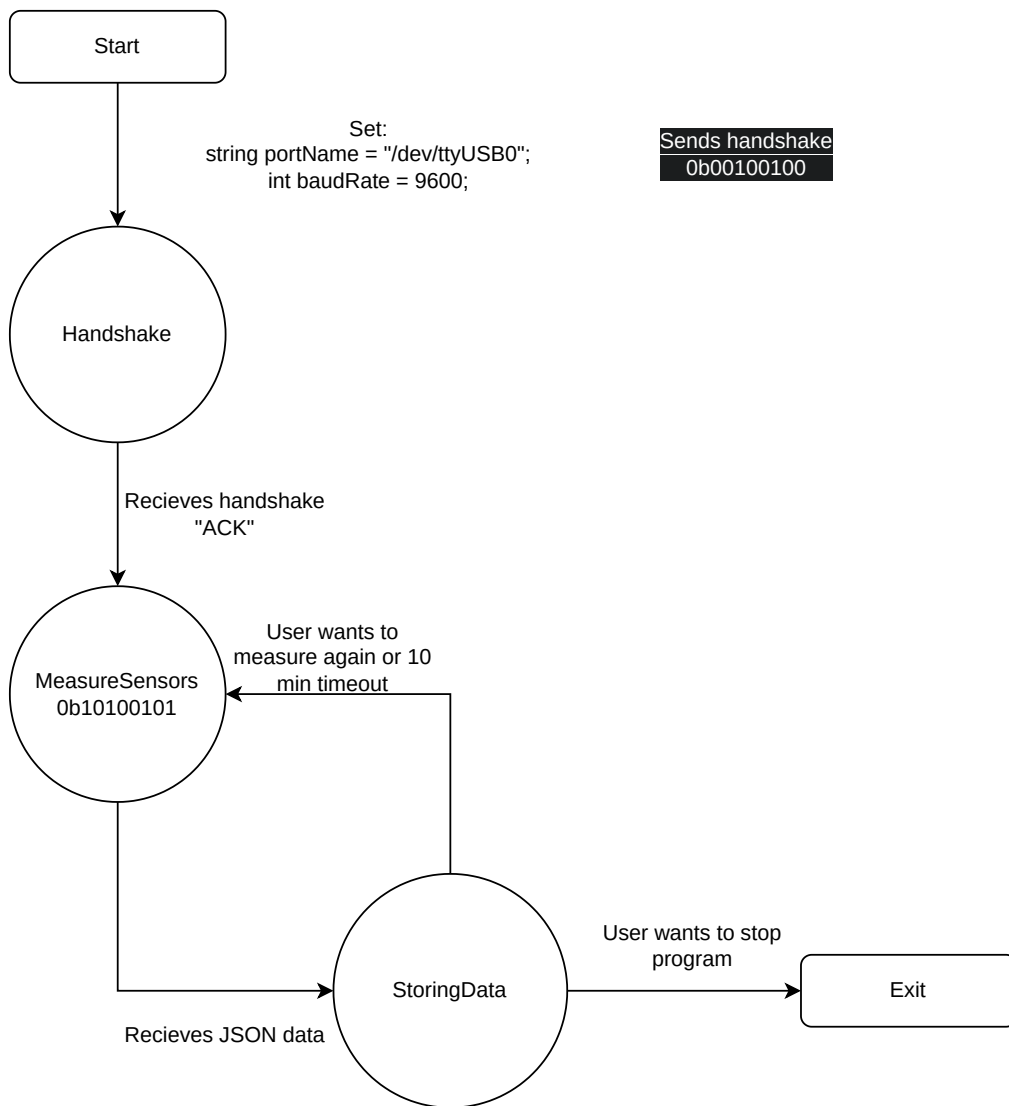 Start
Set:
string portName = "/dev/ttyUSB0";
int baudRate = 9600;
Sends handshake
0b00100100
Handshake
Recieves handshake
"ACK"
User wants to
measure again or 10
min timeout
MeasureSensors
0b10100101
User wants to stop
program
StoringData
Exit
Recieves JSON data